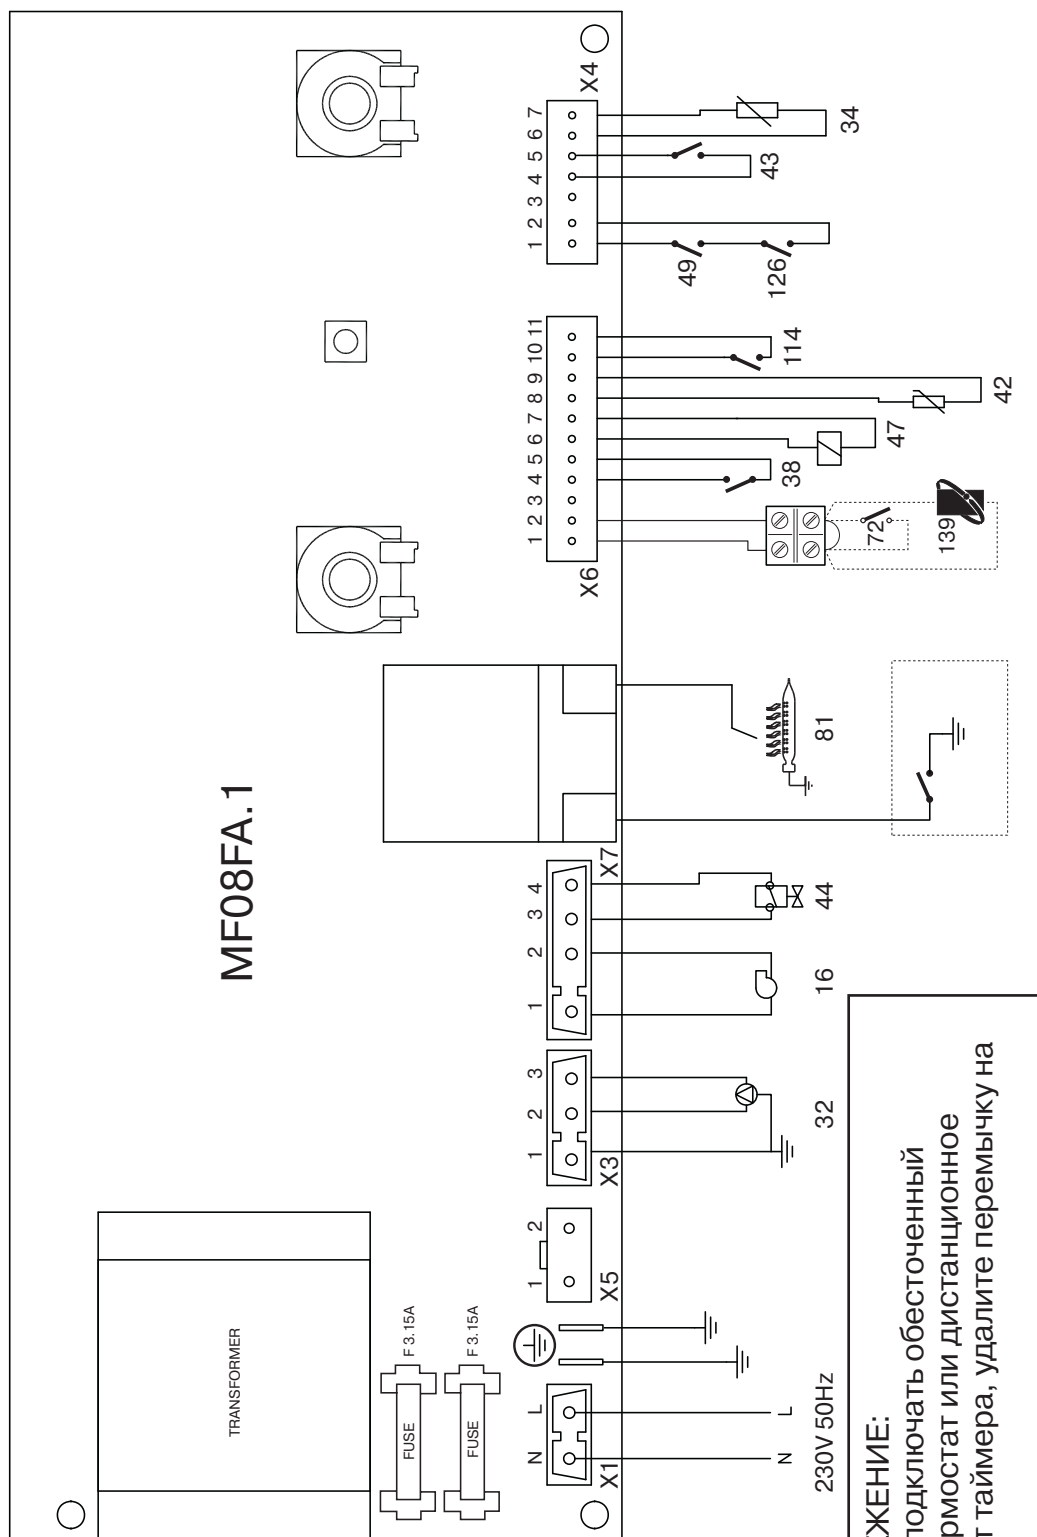 MF08FA.1
TRANSFORMER
FUSE
F 3.15A
FUSE
F 3.15A
N L
X1
1 2
X5
1 2 3
X3
1 2 3 4
X7
1 2 3 4 5 6 7 8 9 10 11
X6
1 2 3 4 5 6 7
X4
N L
230V 50Hz
32
16
44
81
72
139
38
47
42
114
49
126
43
34
ЖЕНИЕ:
подключать обесточенный
рмостат или дистанционное
т таймера, удалите перемычку на